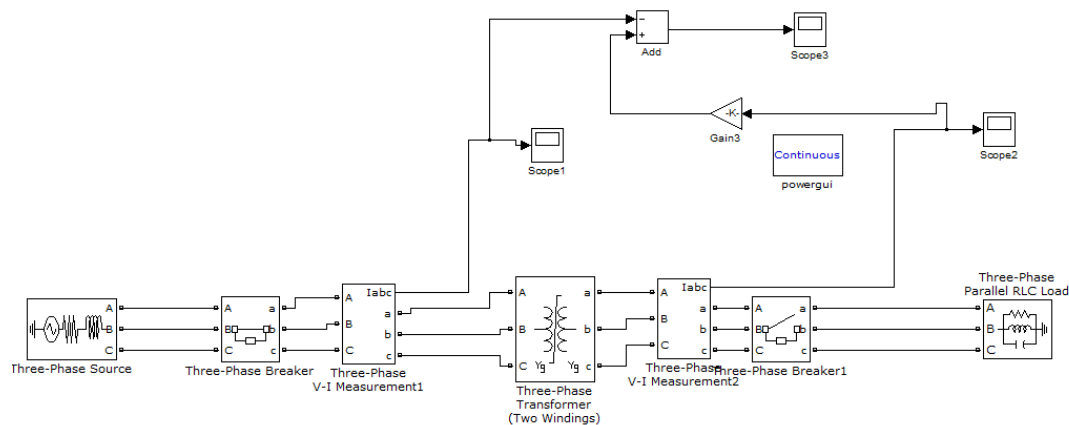 −
+
Add
Scope3
-K-
Gain3
Continuous
powergui
Scope1
Scope2
A
B
C
Three-Phase Source
A
B
C
a
b
c
Three-Phase Breaker
A
B
C
Iabc
a
b
c
Three-Phase
V-I Measurement1
A
B
C
a
b
c
Yg
Yg
Three-Phase
Transformer
(Two Windings)
A
B
C
Iabc
a
b
c
Three-Phase
V-I Measurement2
A
B
C
a
b
c
Three-Phase Breaker1
Three-Phase
Parallel RLC Load
A
B
C